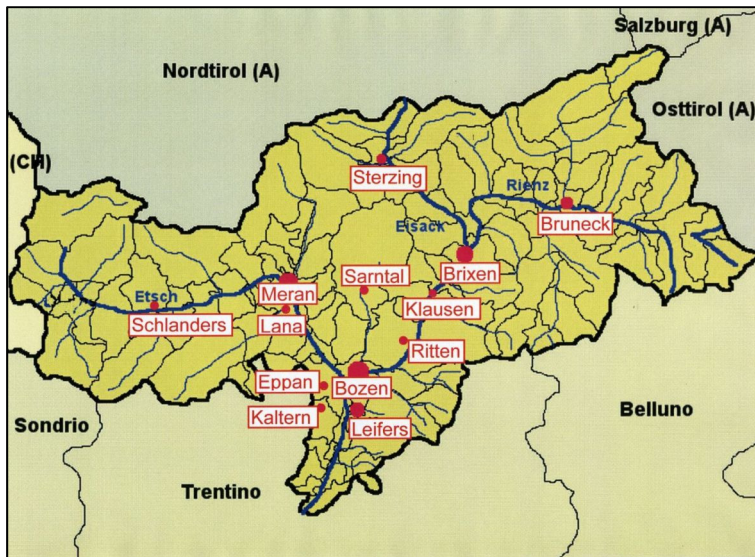 Salzburg (A)
Nordtirol (A)
Osttirol (A)
(CH)
Sterzing
Rienz
Bruneck
Eisack
Brixen
Sarntal
Meran
Klausen
Etsch
Lana
Schlanders
Ritten
Eppan
Bozen
Kaltern
Leifers
Belluno
Sondrio
Trentino